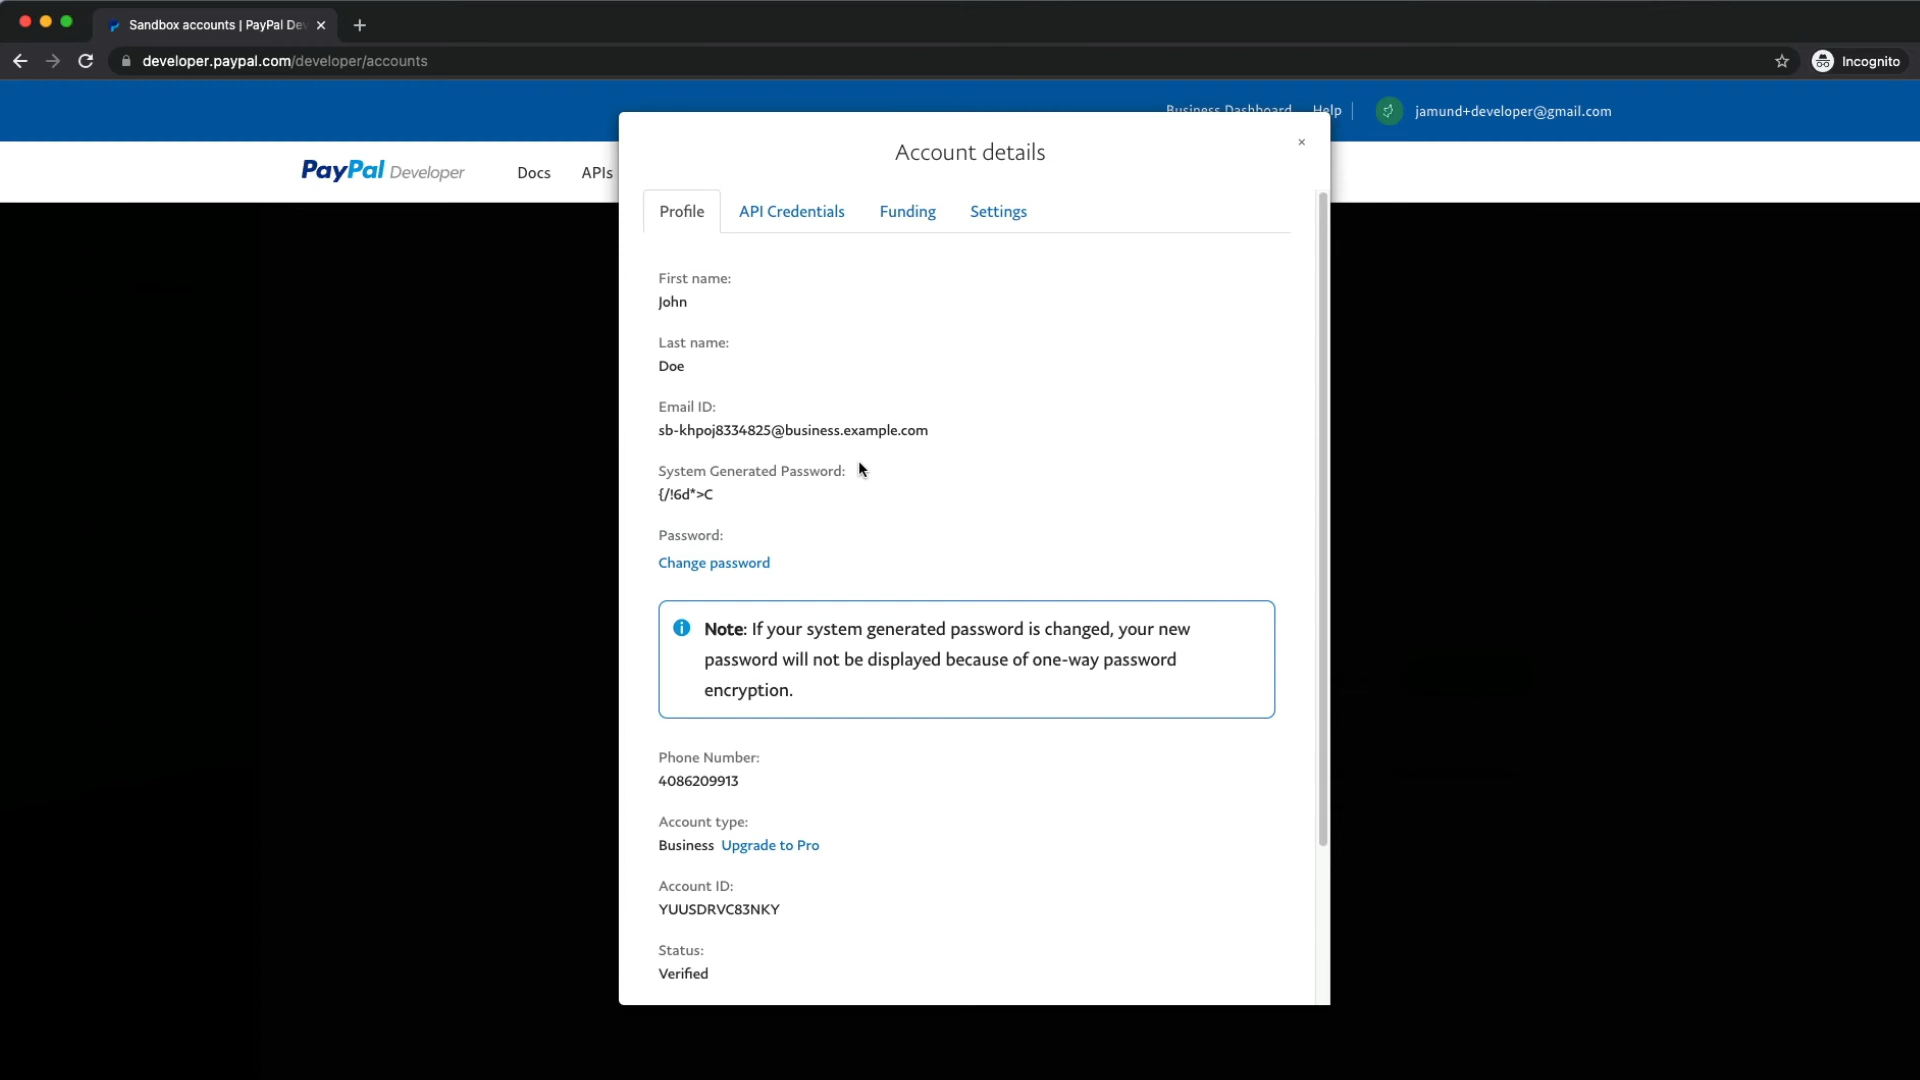 Sandbox accounts | PayPal De
developer.paypal.com/developer/accounts
Incognito
Business Dashboard Help jamund+developer@gmail.com
PayPal Developer Docs APIs
Account details
Profile API Credentials Funding Settings
First name:
John
Last name:
Doe
Email ID:
sb-khpoj8334825@business.example.com
System Generated Password:
{/!6d*>C
Password:
Change password
Note: If your system generated password is changed, your new
password will not be displayed because of one-way password
encryption.
Phone Number:
4086209913
Account type:
Business Upgrade to Pro
Account ID:
YUUSDRVC83NKY
Status:
Verified